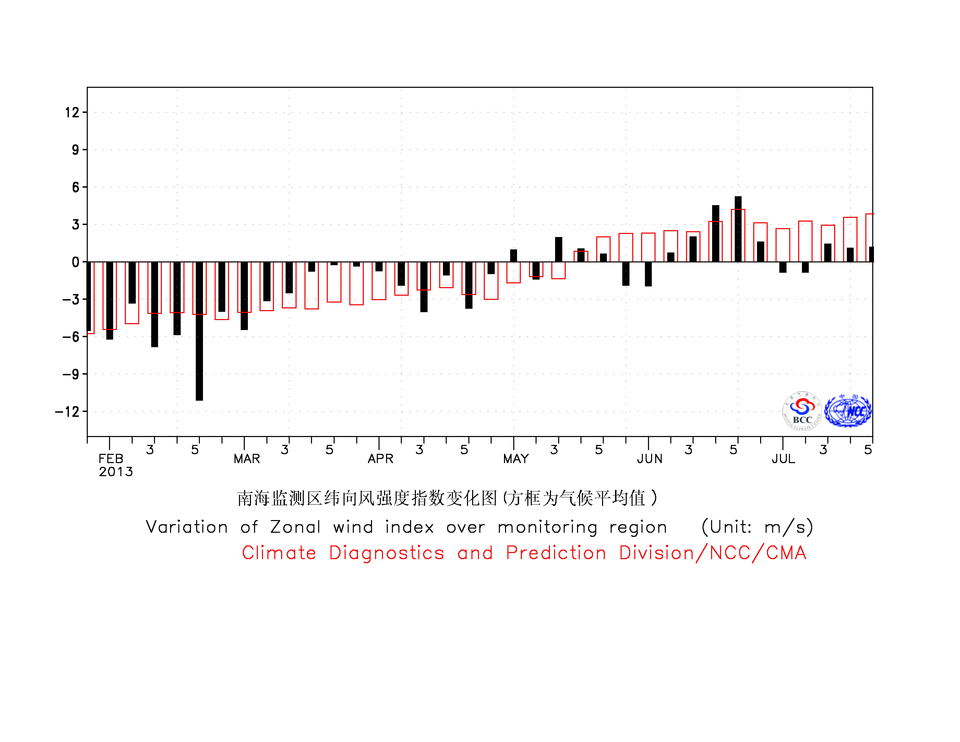 12
9
6
3
0
−3
−6
−9
−12
FEB 3 5 MAR 3 5 APR 3 5 MAY 3 5 JUN 3 5 JUL 3 5
2013
BCC NCC
南海监测区纬向风强度指数变化图(方框为气候平均值)
Variation of Zonal wind index over monitoring region (Unit: m/s)
Climate Diagnostics and Prediction Division/NCC/CMA